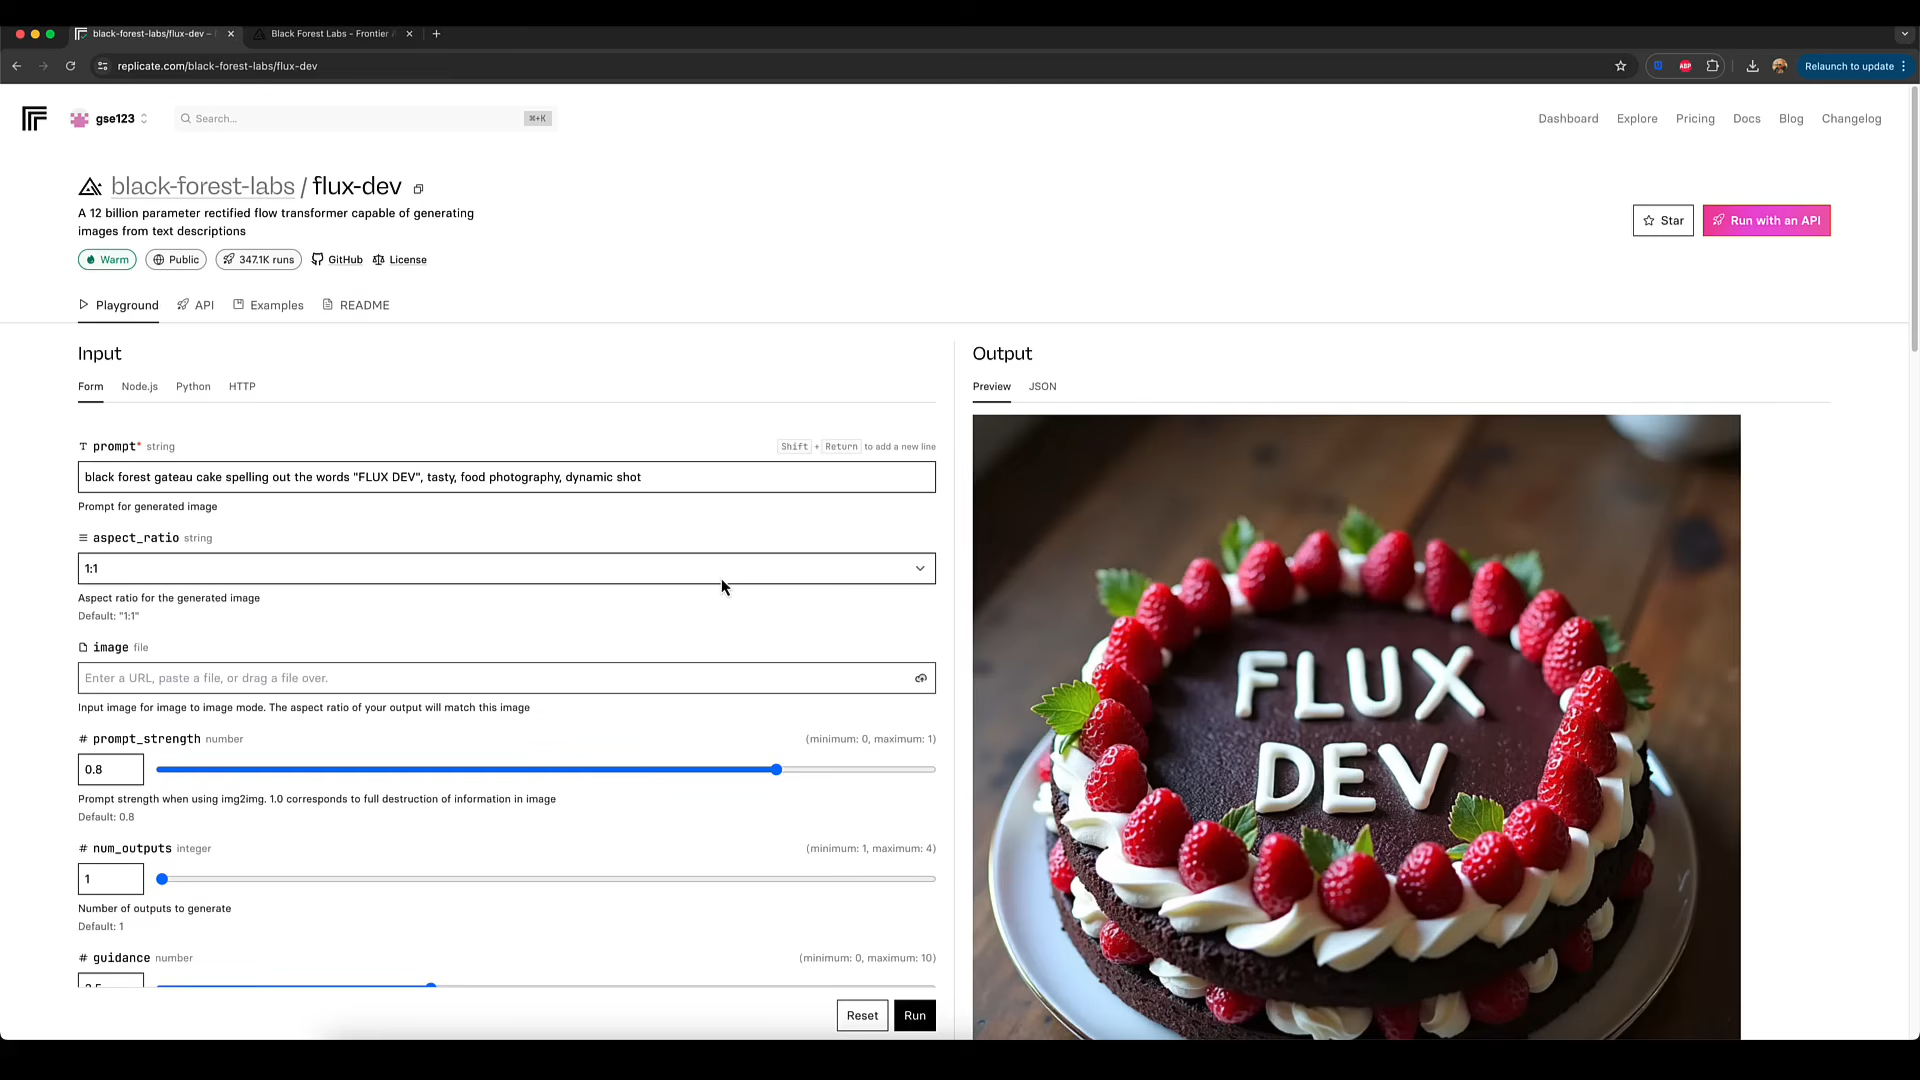 black-forest-labs/flux-dev –
Black Forest Labs - Frontier
replicate.com/black-forest-labs/flux-dev
ABP
Relaunch to update
gse123
Search...
⌘+K
Dashboard
Explore
Pricing
Docs
Blog
Changelog
black-forest-labs / flux-dev
A 12 billion parameter rectified flow transformer capable of generating
images from text descriptions
Star
Run with an API
Warm
Public
347.1K runs
GitHub
License
Playground
API
Examples
README
Input
Form
Node.js
Python
HTTP
prompt* string
Shift + Return to add a new line
black forest gateau cake spelling out the words "FLUX DEV", tasty, food photography, dynamic shot
Prompt for generated image
aspect_ratio string
1:1
Aspect ratio for the generated image
Default: "1:1"
image file
Enter a URL, paste a file, or drag a file over.
Input image for image to image mode. The aspect ratio of your output will match this image
# prompt_strength number
(minimum: 0, maximum: 1)
0.8
Prompt strength when using img2img. 1.0 corresponds to full destruction of information in image
Default: 0.8
# num_outputs integer
(minimum: 1, maximum: 4)
1
Number of outputs to generate
Default: 1
# guidance number
(minimum: 0, maximum: 10)
Reset
Run
Output
Preview
JSON
FLUX
DEV